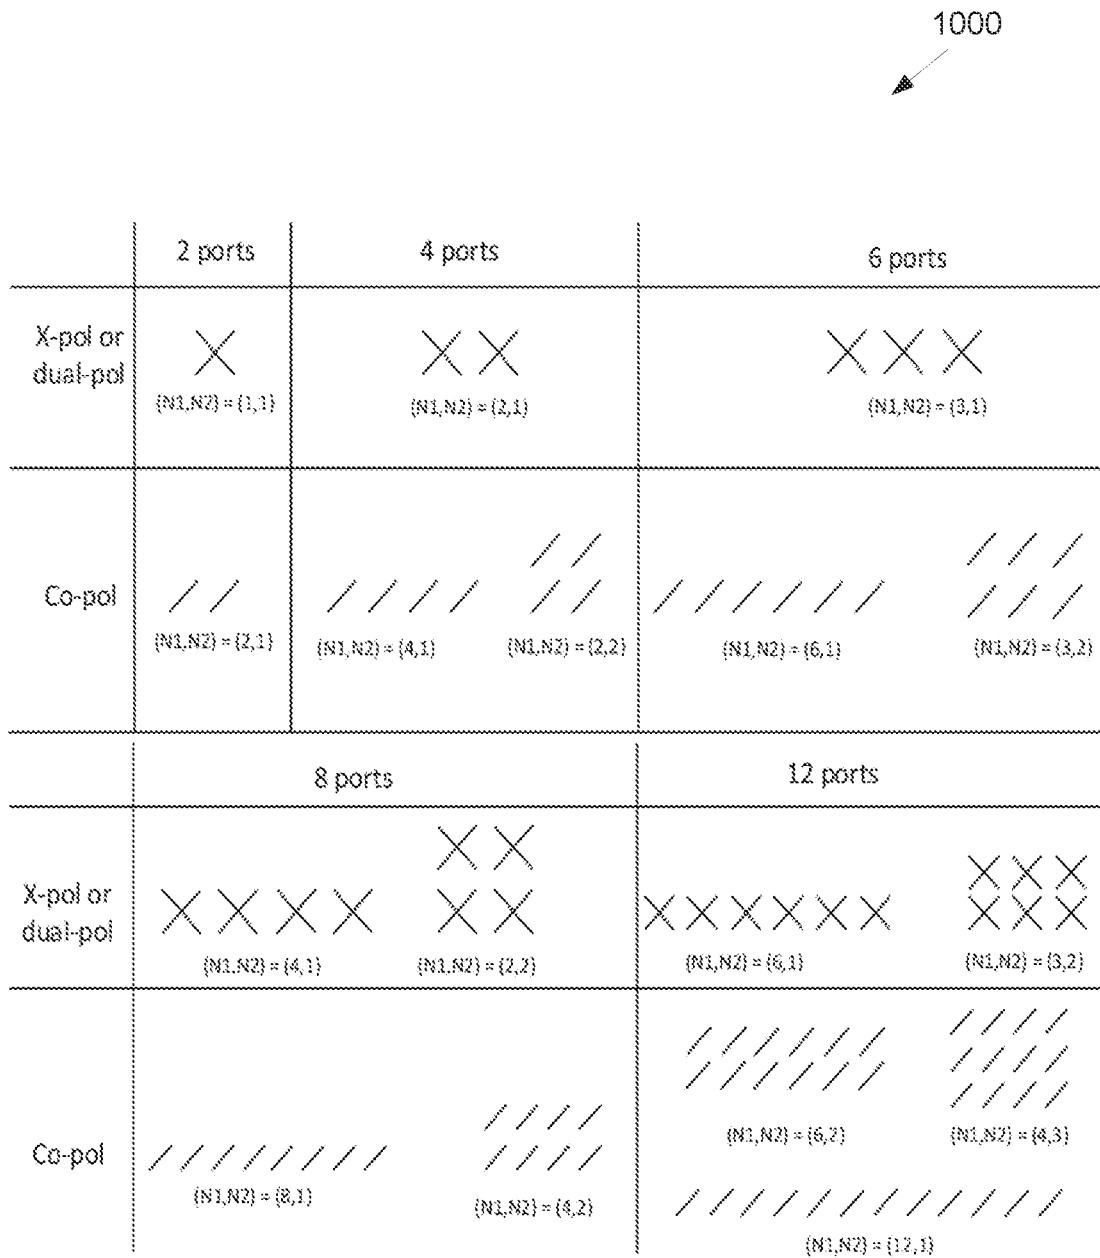 1000
2 ports
4 ports
6 ports
X-pol or
dual-pol
(N1,N2) = (1,1)
(N1,N2) = (2,1)
(N1,N2) = (3,1)
Co-pol
(N1,N2) = (2,1)
(N1,N2) = (4,1)
(N1,N2) = (2,2)
(N1,N2) = (6,1)
(N1,N2) = (3,2)
8 ports
12 ports
X-pol or
dual-pol
(N1,N2) = (4,1)
(N1,N2) = (2,2)
(N1,N2) = (6,1)
(N1,N2) = (3,2)
Co-pol
(N1,N2) = (8,1)
(N1,N2) = (4,2)
(N1,N2) = (6,2)
(N1,N2) = (4,3)
(N1,N2) = (12,1)